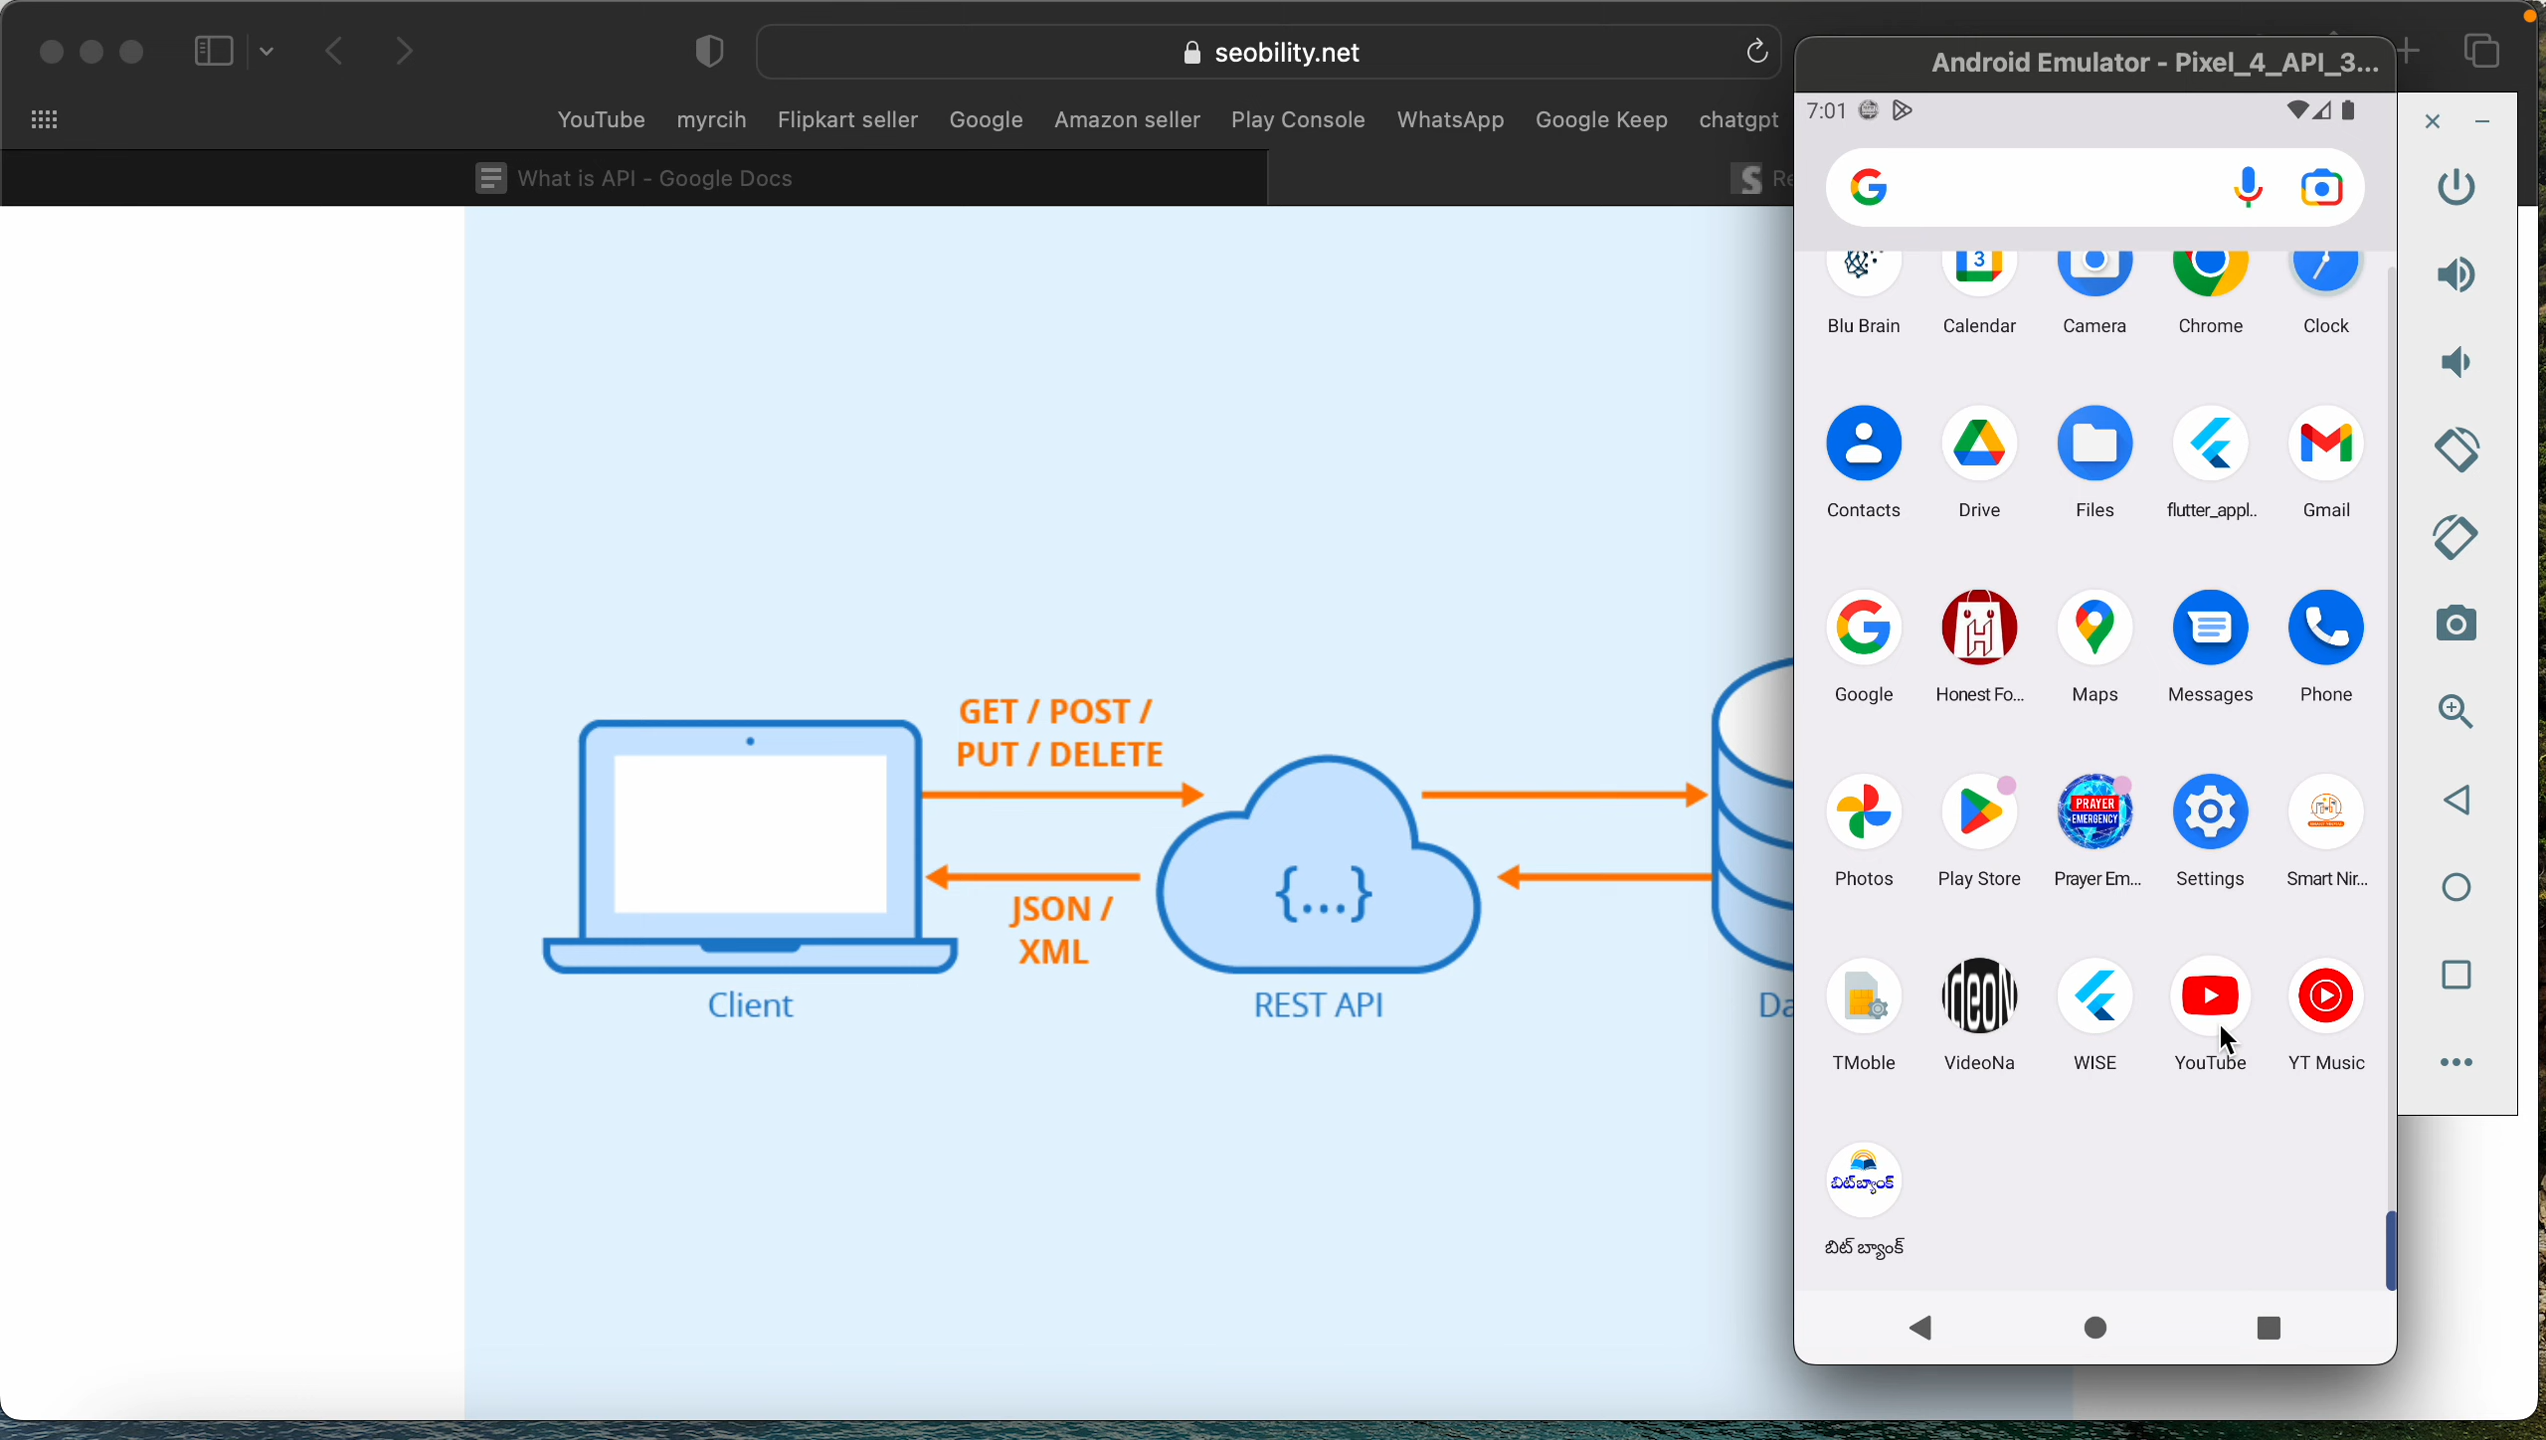 seobility.net
YouTube myrcih Flipkart seller Google Amazon seller Play Console WhatsApp Google Keep chatgpt
What is API - Google Docs
Android Emulator - Pixel_4_API_3...
7:01
Blu Brain Calendar Camera Chrome Clock
Contacts Drive Files flutter_appl.. Gmail
Google Honest Fo... Maps Messages Phone
PRAYER
EMERGENCY
Photos Play Store Prayer Em... Settings Smart Nir...
TMoble VideoNa WISE YouTube YT Music
బిట్‌బ్యాంక్
బిట్ బ్యాంక్
GET / POST /
PUT / DELETE
{...}
JSON /
XML
Client REST API